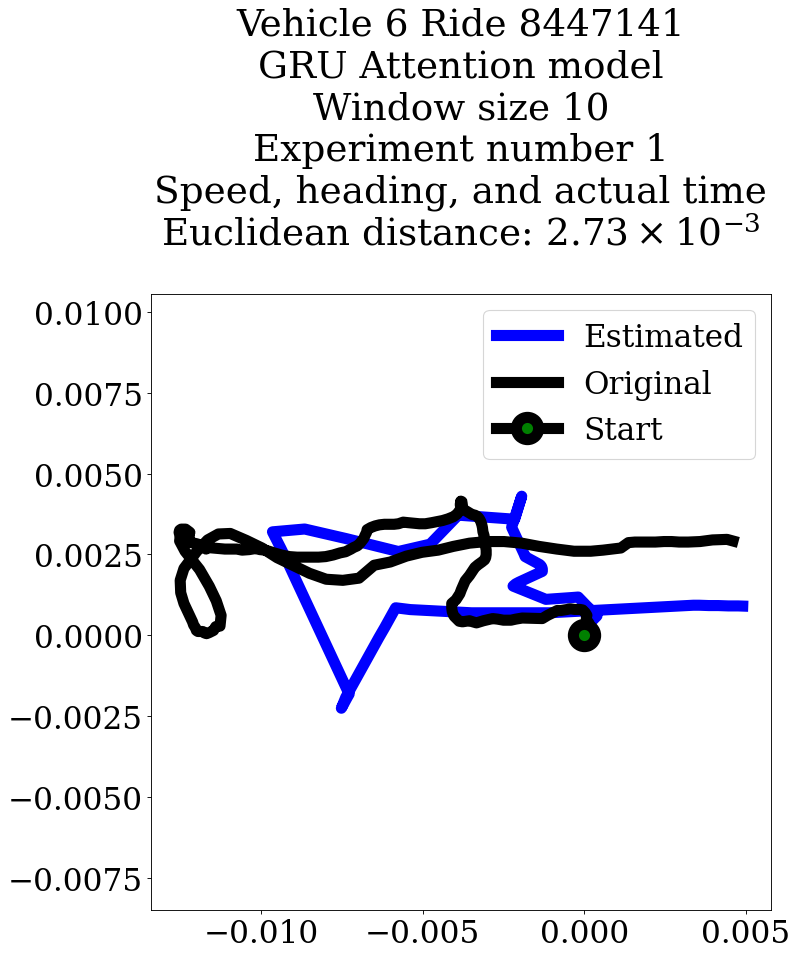 Vehicle 6 Ride 8447141
GRU Attention model
Window size 10
Experiment number 1
Speed, heading, and actual time
Euclidean distance: 2.73 × 10⁻³
Estimated
Original
Start
0.0100
0.0075
0.0050
0.0025
0.0000
−0.0025
−0.0050
−0.0075
−0.010
−0.005
0.000
0.005